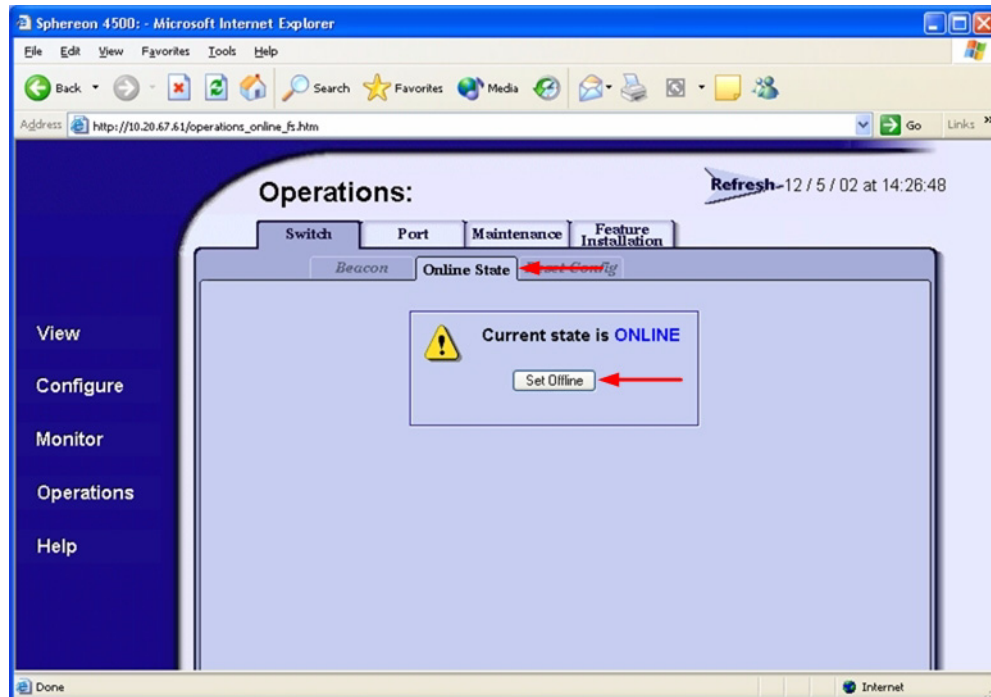 Sphereon 4500: - Microsoft Internet Explorer
File Edit View Favorites Tools Help
Back Search Favorites Media
Address http://10.20.67.61/operations_online_fs.htm Go Links »
Operations:
Refresh-12 / 5 / 02 at 14:26:48
Switch Port Maintenance Feature Installation
Beacon Online State Reset Config
Current state is ONLINE
Set Offline
View
Configure
Monitor
Operations
Help
Done Internet